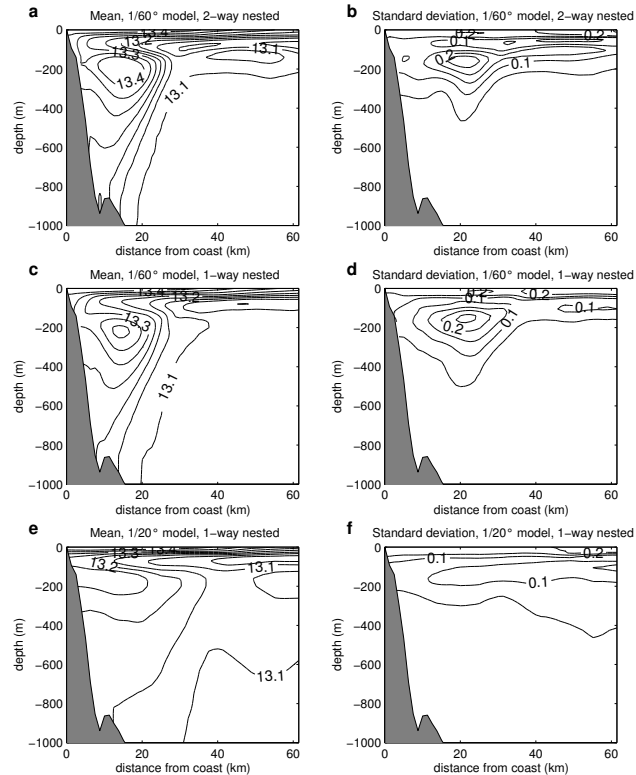 a Mean, 1/60° model, 2-way nested
0
−200
−400
−600
−800
−1000
depth (m)
13.4
13.2
13.3
13.4
13.1
13.1
0 20 40 60
distance from coast (km)
b Standard deviation, 1/60° model, 2-way nested
0
−200
−400
−600
−800
−1000
depth (m)
0.2
0.2
0.1
0.2
0.1
0 20 40 60
distance from coast (km)
c Mean, 1/60° model, 1-way nested
0
−200
−400
−600
−800
−1000
depth (m)
13.4
13.2
13.3
13.1
0 20 40 60
distance from coast (km)
d Standard deviation, 1/60° model, 1-way nested
0
−200
−400
−600
−800
−1000
depth (m)
0.2
0.2
0.1
0.1
0.2
0.1
0 20 40 60
distance from coast (km)
e Mean, 1/20° model, 1-way nested
0
−200
−400
−600
−800
−1000
depth (m)
13.3
13.4
13.2
13.1
13.1
0 20 40 60
distance from coast (km)
f Standard deviation, 1/20° model, 1-way nested
0
−200
−400
−600
−800
−1000
depth (m)
0.1
0.2
0.1
0 20 40 60
distance from coast (km)